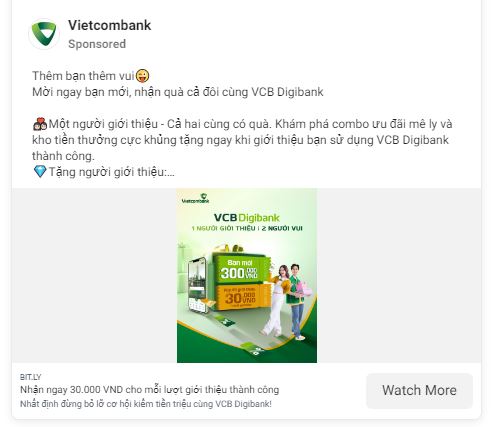 Vietcombank
Sponsored
Thêm bạn thêm vui😜
Mời ngay bạn mới, nhận quà cả đôi cùng VCB Digibank
👩‍❤️‍👨Một người giới thiệu - Cả hai cùng có quà. Khám phá combo ưu đãi mê ly và
kho tiền thưởng cực khủng tặng ngay khi giới thiệu bạn sử dụng VCB Digibank
thành công.
💎Tặng người giới thiệu:...
Vietcombank
VCB Digibank
1 NGƯỜI GIỚI THIỆU | 2 NGƯỜI VUI
Bạn mới
300.000
VND
Người giới thiệu
30.000
VND
BIT.LY
Nhận ngay 30.000 VND cho mỗi lượt giới thiệu thành công
Nhất định đừng bỏ lỡ cơ hội kiếm tiền triệu cùng VCB Digibank!
Watch More